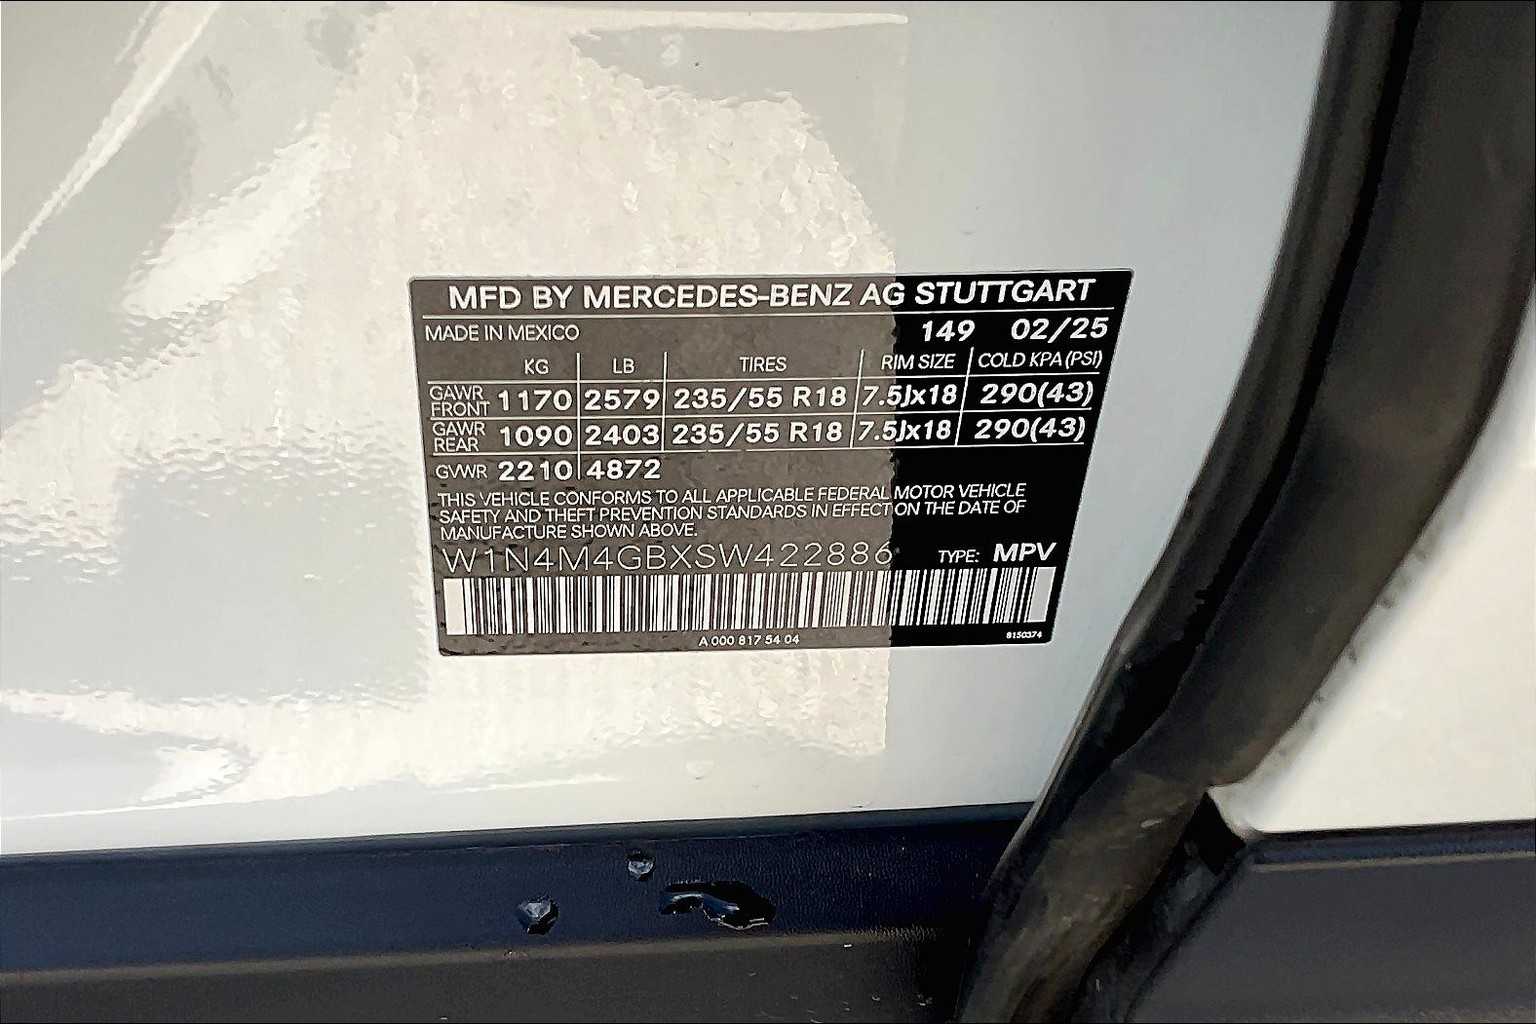 MFD BY MERCEDES-BENZ AG STUTTGART
MADE IN MEXICO 149 02/25
KG LB TIRES RIM SIZE COLD KPA (PSI)
GAWR FRONT 1170 2579 235/55 R18 7.5Jx18 290(43)
GAWR REAR 1090 2403 235/55 R18 7.5Jx18 290(43)
GVWR 2210 4872
THIS VEHICLE CONFORMS TO ALL APPLICABLE FEDERAL MOTOR VEHICLE
SAFETY AND THEFT PREVENTION STANDARDS IN EFFECT ON THE DATE OF
MANUFACTURE SHOWN ABOVE.
W1N4M4GBXSW422886 TYPE: MPV
A 000 817 54 04 8150374